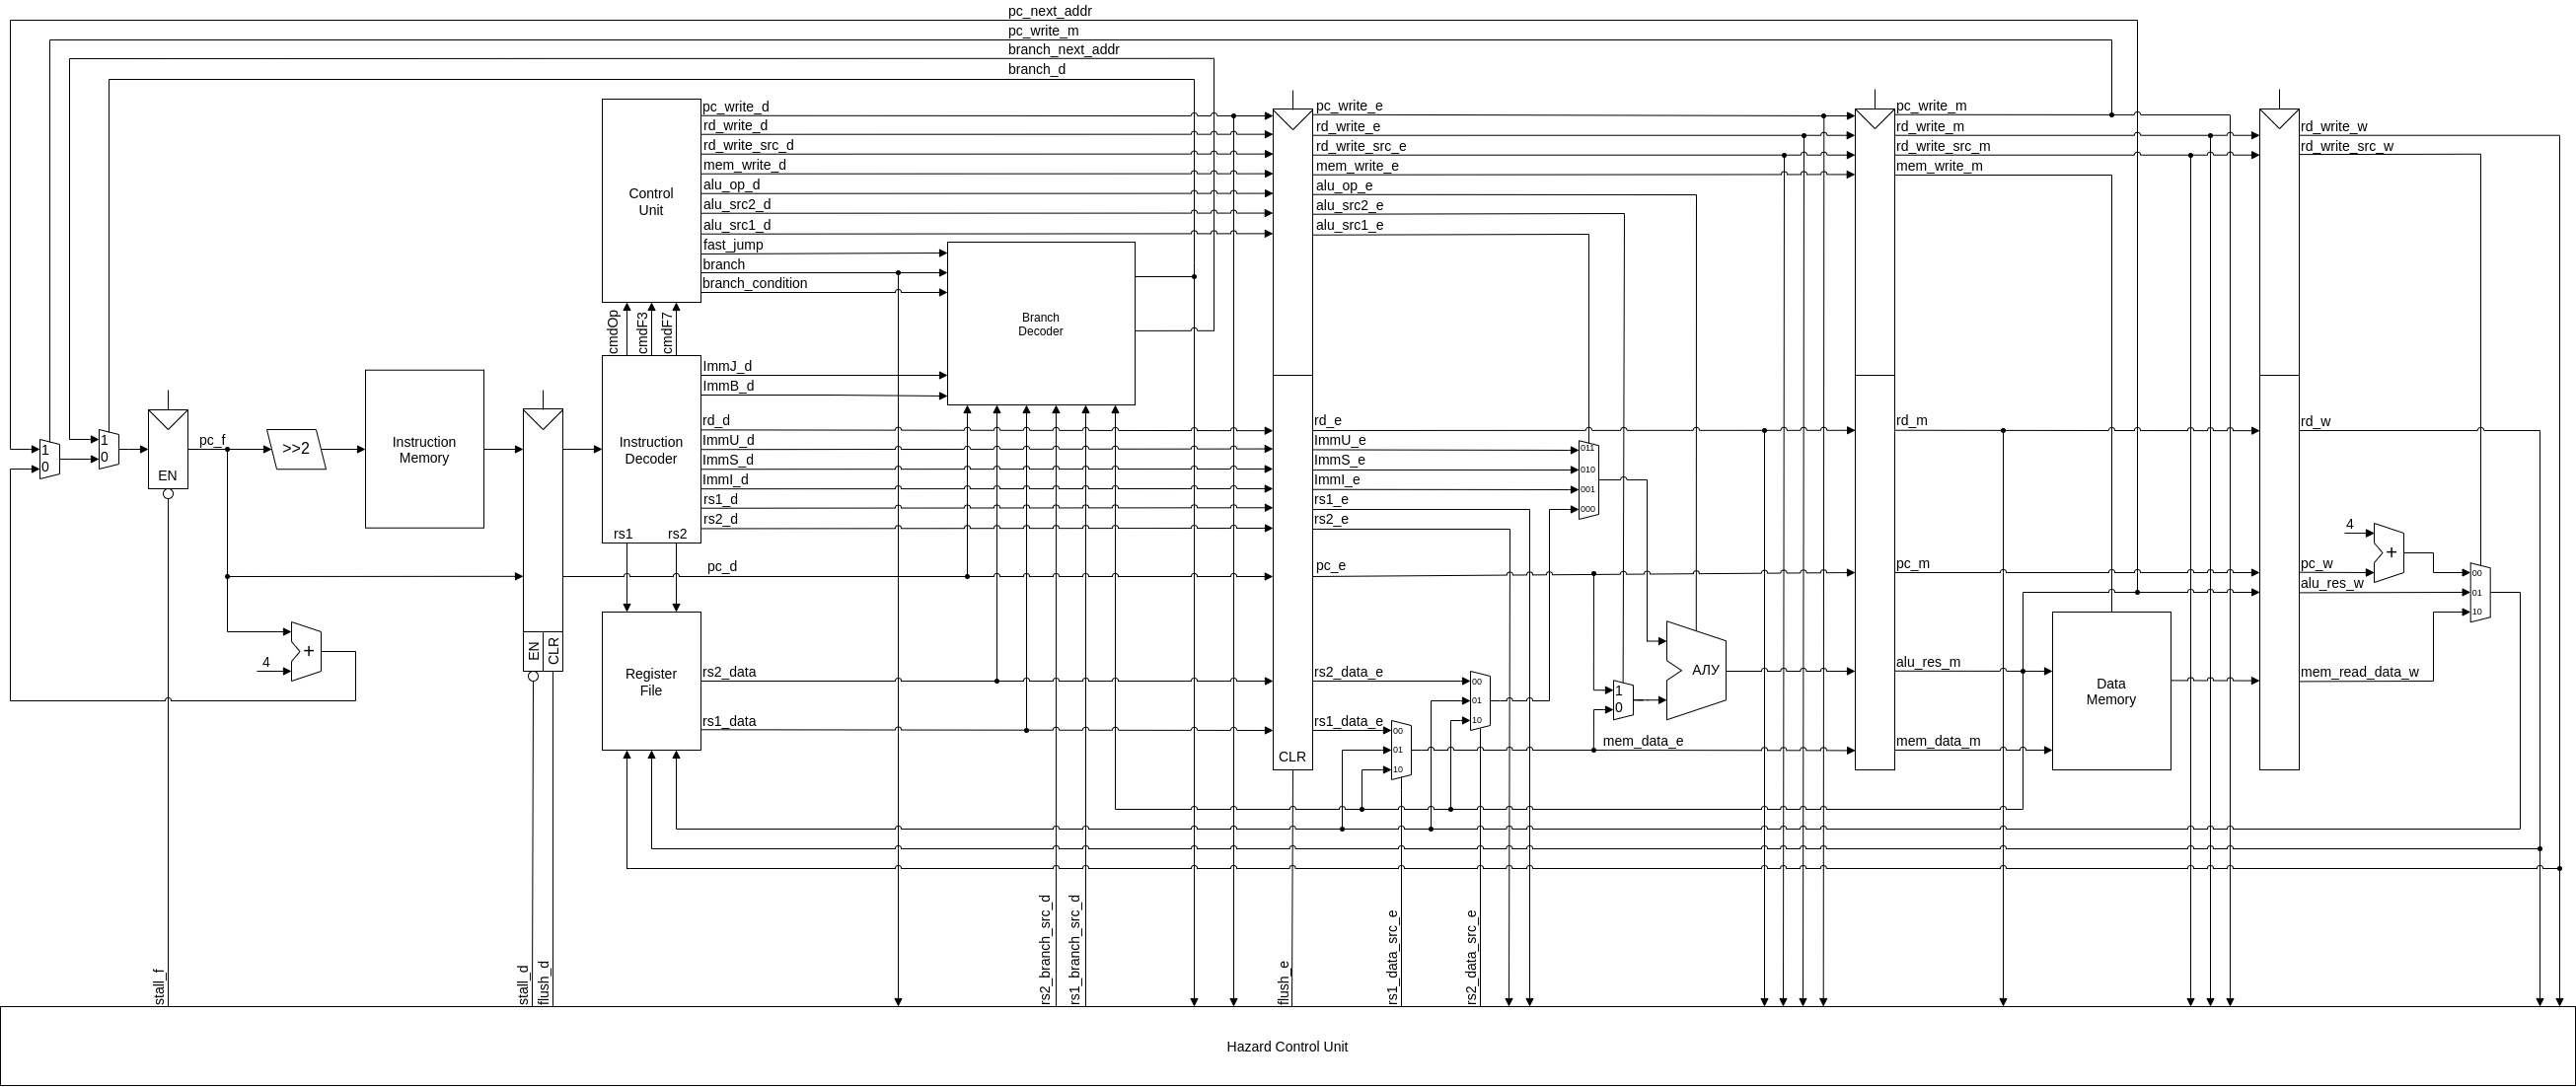 pc_next_addr
pc_write_m
branch_next_addr
branch_d
1
0
1
0
EN
pc_f
>>2
Instruction
Memory
4
+
EN
CLR
Control
Unit
pc_write_d
rd_write_d
rd_write_src_d
mem_write_d
alu_op_d
alu_src2_d
alu_src1_d
fast_jump
branch
branch_condition
cmdOp
cmdF3
cmdF7
Branch
Decoder
Instruction
Decoder
rs1
rs2
ImmJ_d
ImmB_d
rd_d
ImmU_d
ImmS_d
ImmI_d
rs1_d
rs2_d
pc_d
Register
File
rs2_data
rs1_data
CLR
pc_write_e
rd_write_e
rd_write_src_e
mem_write_e
alu_op_e
alu_src2_e
alu_src1_e
rd_e
ImmU_e
ImmS_e
ImmI_e
rs1_e
rs2_e
pc_e
rs2_data_e
rs1_data_e
00
01
10
00
01
10
011
010
001
000
1
0
АЛУ
mem_data_e
pc_write_m
rd_write_m
rd_write_src_m
mem_write_m
rd_m
pc_m
alu_res_m
mem_data_m
Data
Memory
rd_write_w
rd_write_src_w
rd_w
4
+
pc_w
alu_res_w
mem_read_data_w
00
01
10
stall_f
stall_d
flush_d
rs2_branch_src_d
rs1_branch_src_d
flush_e
rs1_data_src_e
rs2_data_src_e
Hazard Control Unit